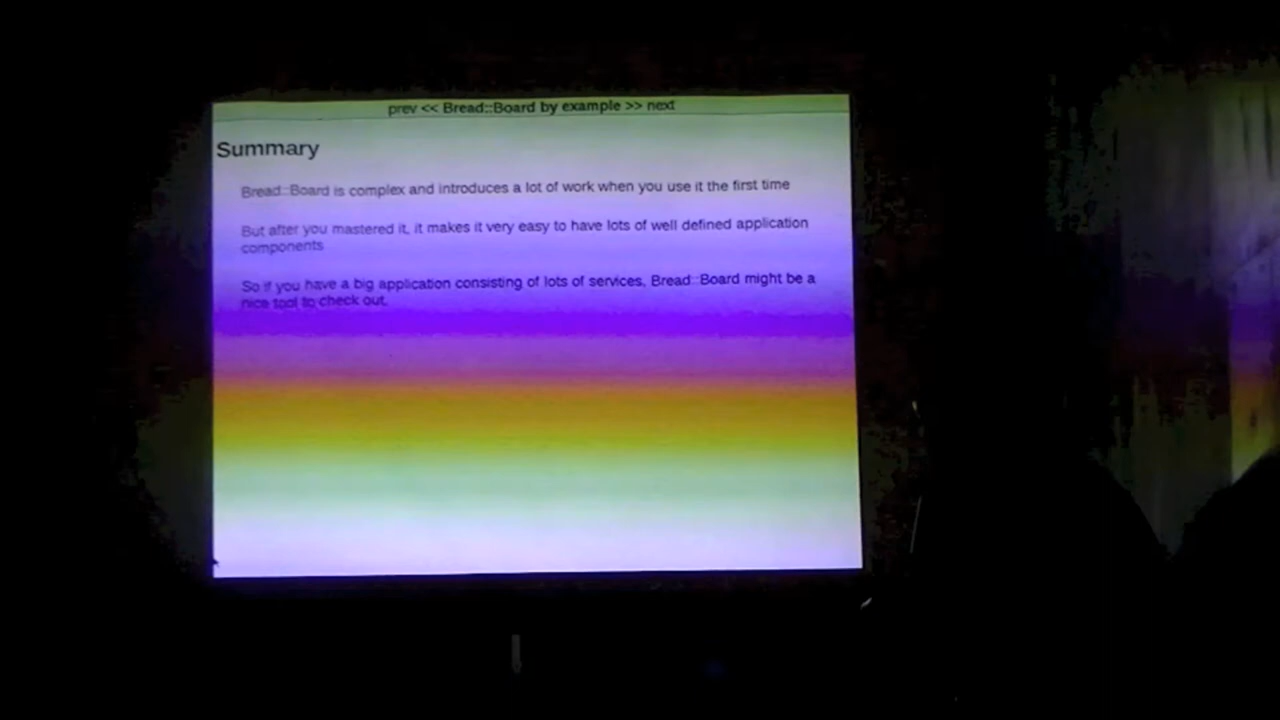 prev << Bread::Board by example >> next
Summary
Bread::Board is complex and introduces a lot of work when you use it the first time
But after you mastered it, it makes it very easy to have lots of well defined application
components
So if you have a big application consisting of lots of services, Bread::Board might be a
nice tool to check out.